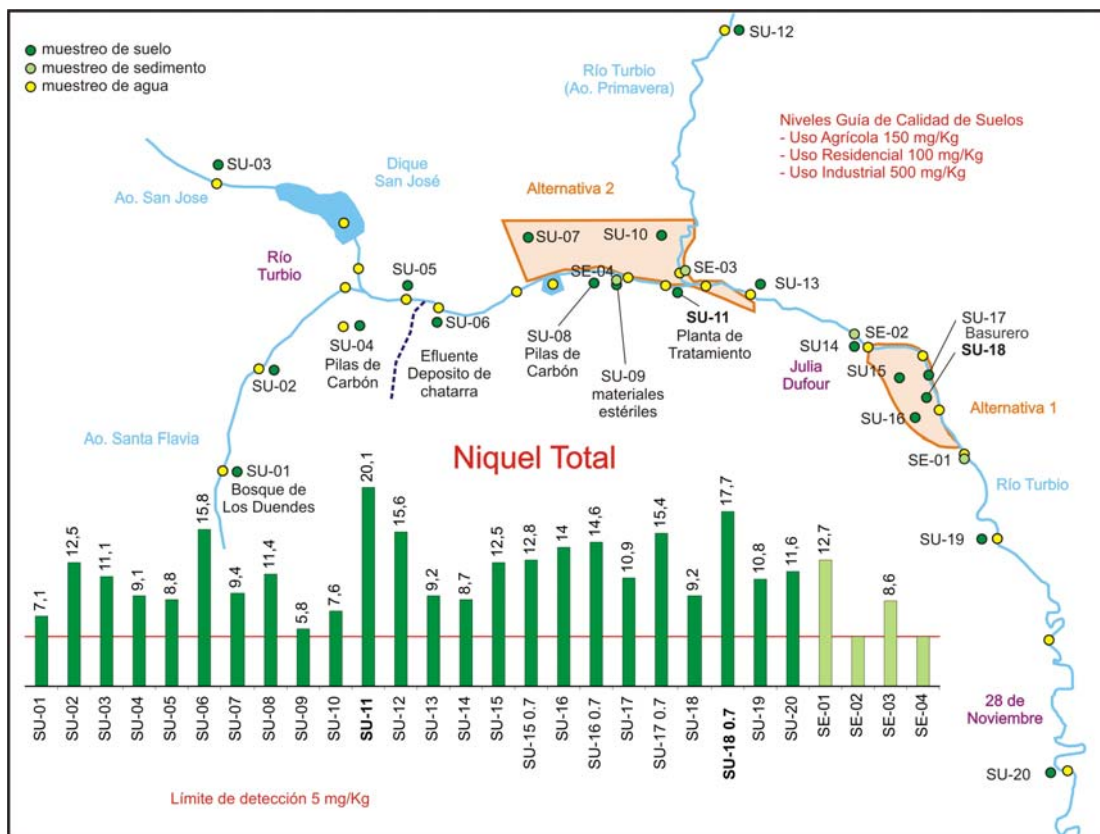 muestreo de suelo
muestreo de sedimento
muestreo de agua
SU-12
Río Turbio
(Ao. Primavera)
Niveles Guía de Calidad de Suelos
- Uso Agrícola 150 mg/Kg
- Uso Residencial 100 mg/Kg
- Uso Industrial 500 mg/Kg
SU-03
Ao. San Jose
Dique
San José
Alternativa 2
SU-07
SU-10
Río
Turbio
SU-05
SE-04
SE-03
SU-13
SU-04
Pilas de
Carbón
SU-06
Efluente
Deposito de
chatarra
SU-08
Pilas de
Carbón
SU-09
materiales
estériles
SU-11
Planta de
Tratamiento
SE-02
SU14
SU-17
Basurero
SU-18
SU15
SU-16
Julia
Dufour
Alternativa 1
SU-02
Ao. Santa Flavia
SU-01
Bosque de
Los Duendes
SE-01
Río Turbio
SU-19
28 de
Noviembre
SU-20
Niquel Total
7,1
12,5
11,1
9,1
8,8
15,8
9,4
11,4
5,8
7,6
20,1
15,6
9,2
8,7
12,5
12,8
14
14,6
10,9
15,4
9,2
17,7
10,8
11,6
12,7
8,6
SU-01
SU-02
SU-03
SU-04
SU-05
SU-06
SU-07
SU-08
SU-09
SU-10
SU-11
SU-12
SU-13
SU-14
SU-15
SU-15 0.7
SU-16
SU-16 0.7
SU-17
SU-17 0.7
SU-18
SU-18 0.7
SU-19
SU-20
SE-01
SE-02
SE-03
SE-04
Límite de detección 5 mg/Kg